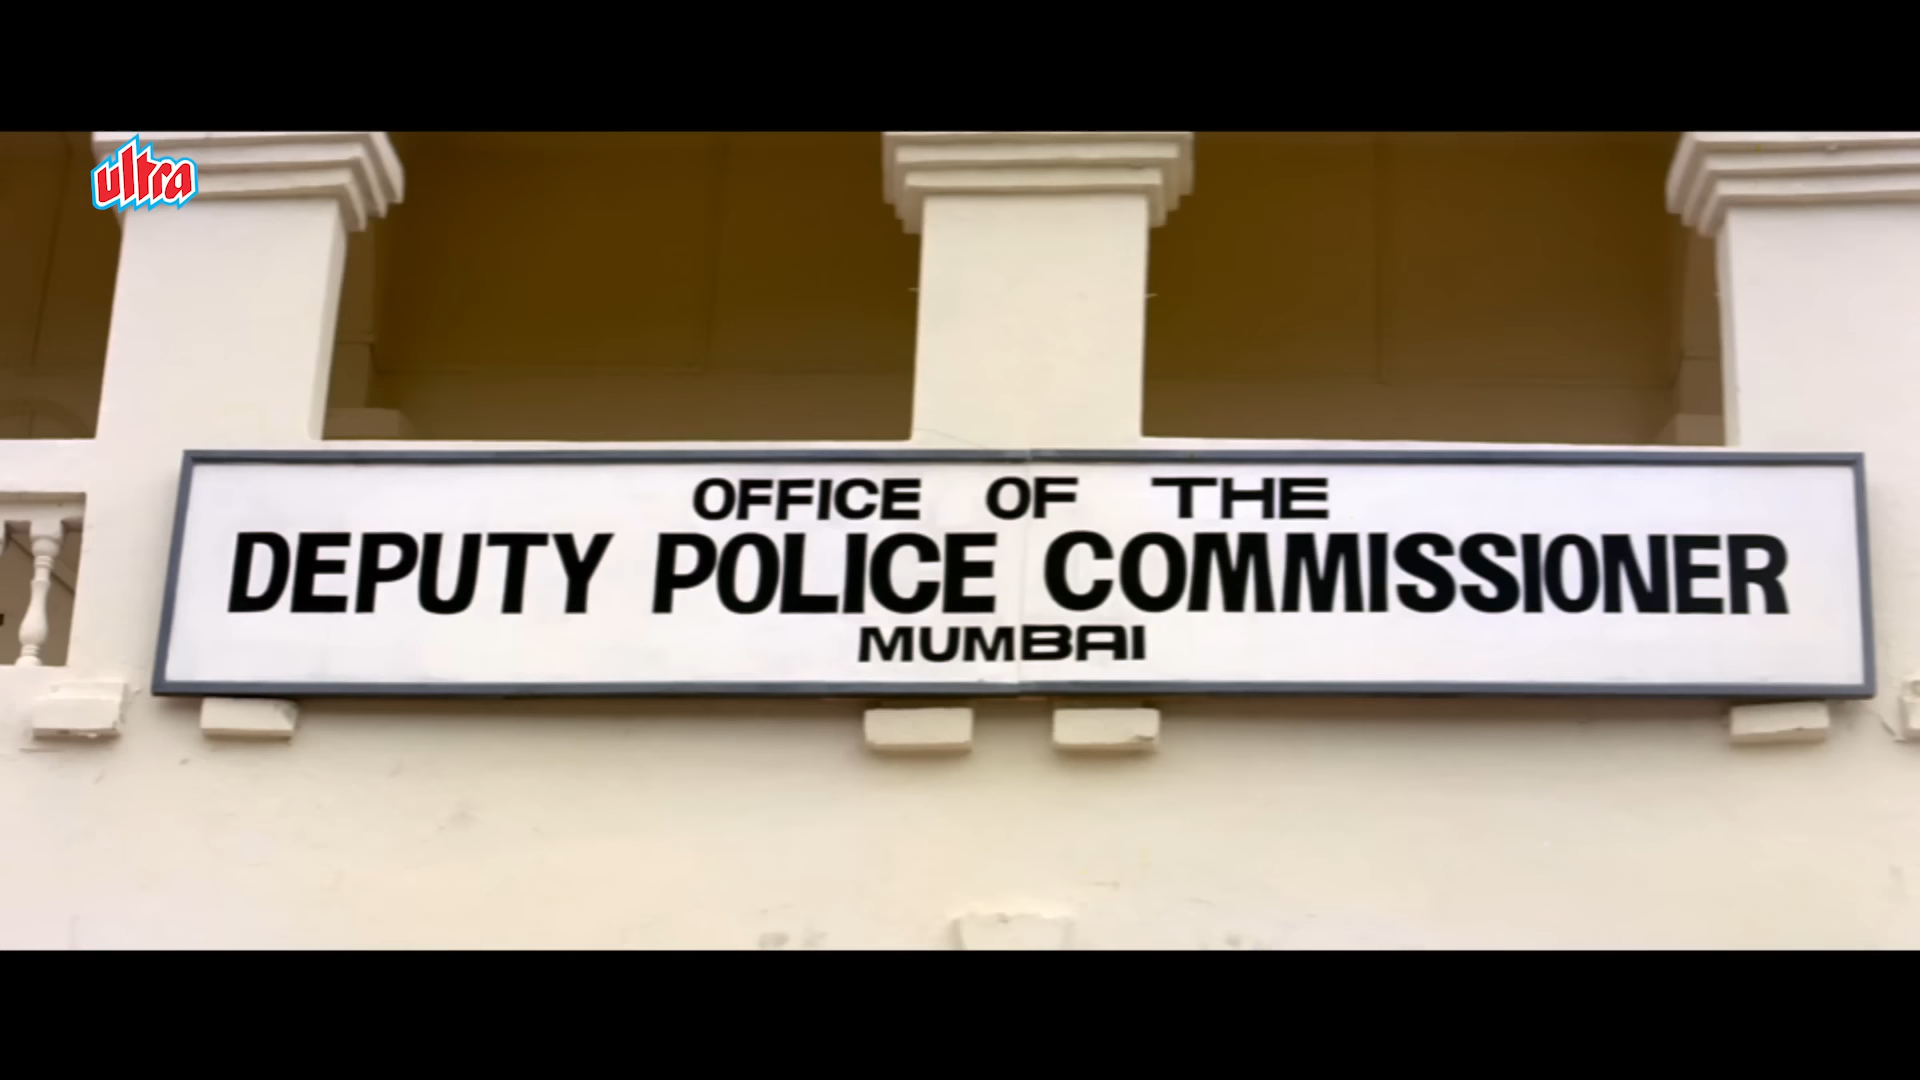 ultra
OFFICE OF THE
DEPUTY POLICE COMMISSIONER
MUMBAI